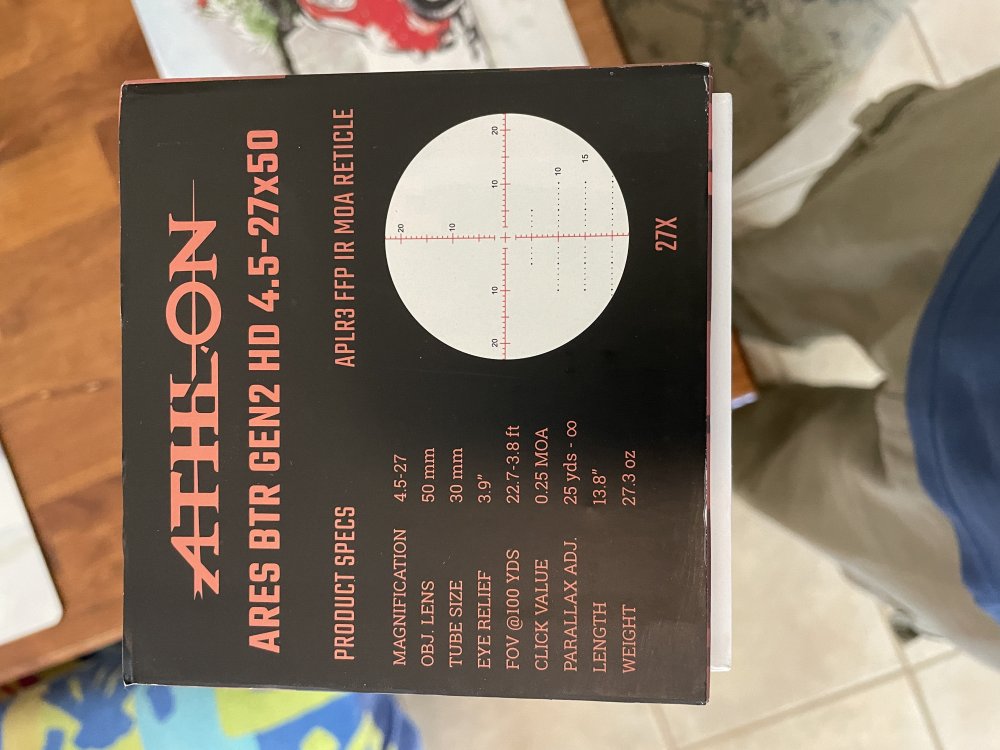 ATHLON
ARES BTR GEN2 HD 4.5-27x50
PRODUCT SPECS
MAGNIFICATION 4.5-27
OBJ. LENS 50 mm
TUBE SIZE 30 mm
EYE RELIEF 3.9"
FOV @100 YDS 22.7-3.8 ft
CLICK VALUE 0.25 MOA
PARALLAX ADJ. 25 yds - ∞
LENGTH 13.8"
WEIGHT 27.3 oz
APLR3 FFP IR MOA RETICLE
20
10
20 10 10 20
10
15
27X